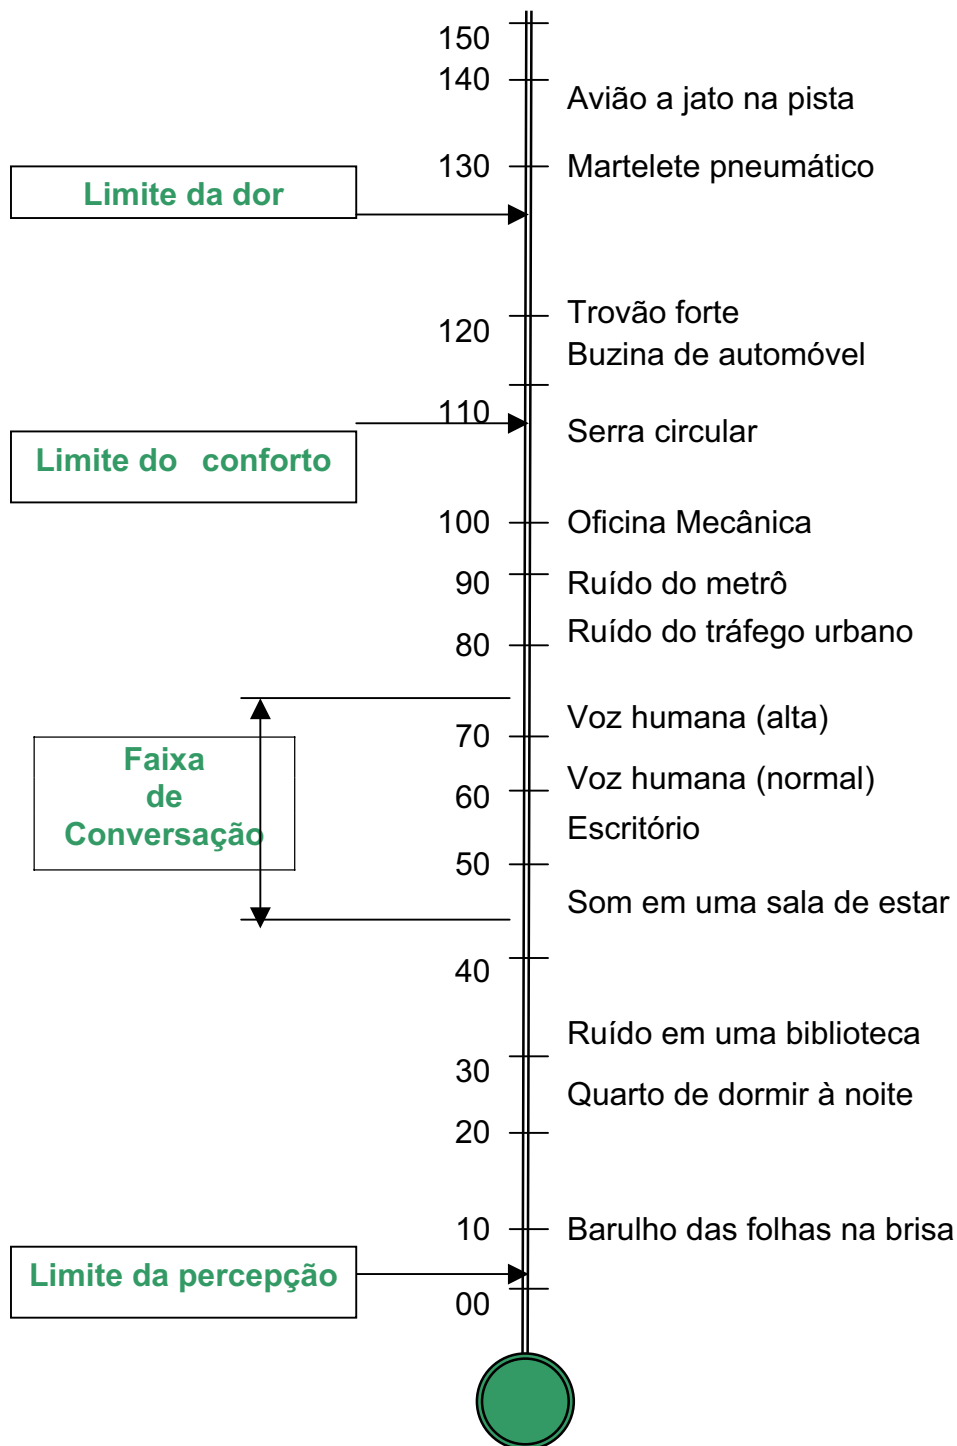 150
140
Avião a jato na pista
130
Martelete pneumático
Limite da dor
Trovão forte
120
Buzina de automóvel
110
Serra circular
Limite do conforto
100
Oficina Mecânica
90
Ruído do metrô
Ruído do tráfego urbano
80
Voz humana (alta)
70
Faixa
de
Conversação
Voz humana (normal)
60
Escritório
50
Som em uma sala de estar
40
Ruído em uma biblioteca
30
Quarto de dormir à noite
20
10
Barulho das folhas na brisa
Limite da percepção
00